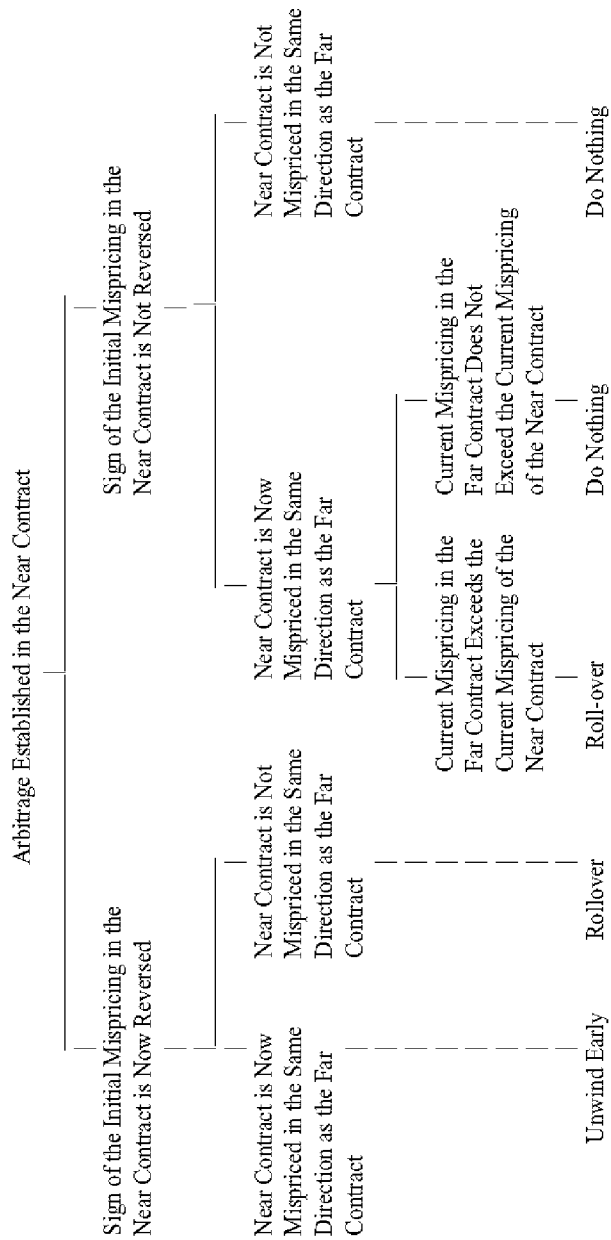 Arbitrage Established in the Near Contract
Sign of the Initial Mispricing in the
Near Contract is Now Reversed
Sign of the Initial Mispricing in the
Near Contract is Not Reversed
Near Contract is Now
Mispriced in the Same
Direction as the Far
Contract
Near Contract is Not
Mispriced in the Same
Direction as the Far
Contract
Near Contract is Now
Mispriced in the Same
Direction as the Far
Contract
Near Contract is Not
Mispriced in the Same
Direction as the Far
Contract
Current Mispricing in the
Far Contract Exceeds the
Current Mispricing of the
Near Contract
Current Mispricing in the
Far Contract Does Not
Exceed the Current Mispricing
of the Near Contract
Unwind Early
Rollover
Roll-over
Do Nothing
Do Nothing